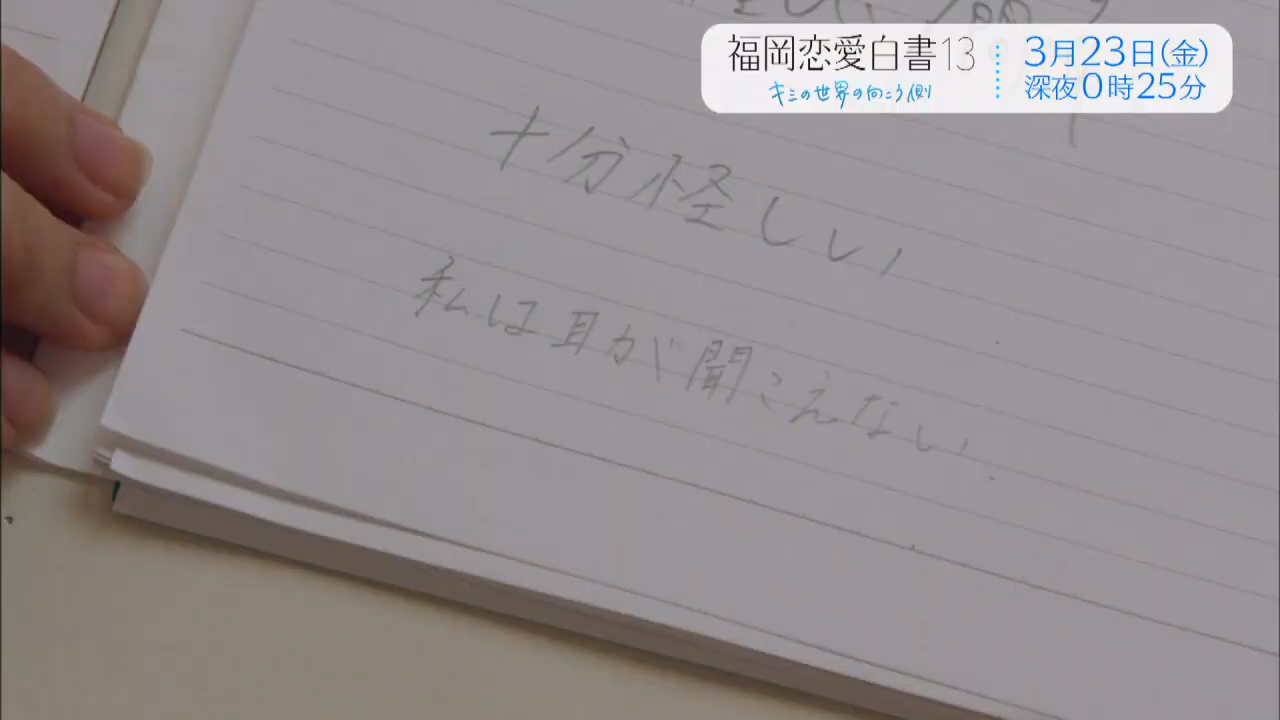 福岡恋愛白書13
キミの世界の向こう側
3月23日(金)
深夜0時25分
十分怪しい
私は耳が聞こえない